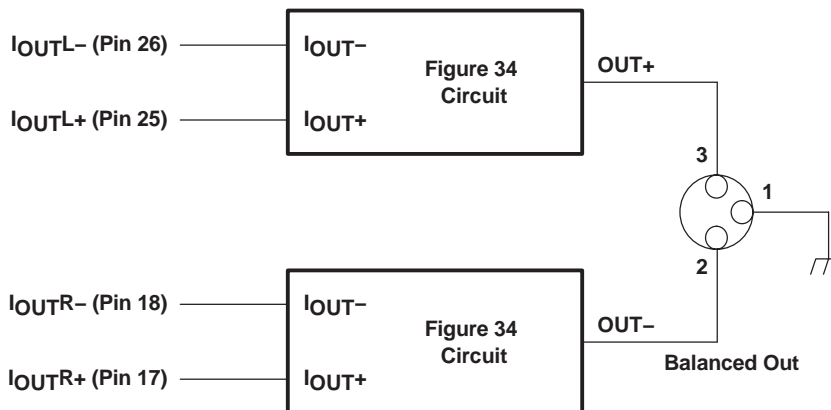 IOUTL– (Pin 26)
IOUT–
Figure 34
Circuit
OUT+
IOUTL+ (Pin 25)
IOUT+
3
1
2
IOUTR– (Pin 18)
IOUT–
Figure 34
Circuit
OUT–
Balanced Out
IOUTR+ (Pin 17)
IOUT+